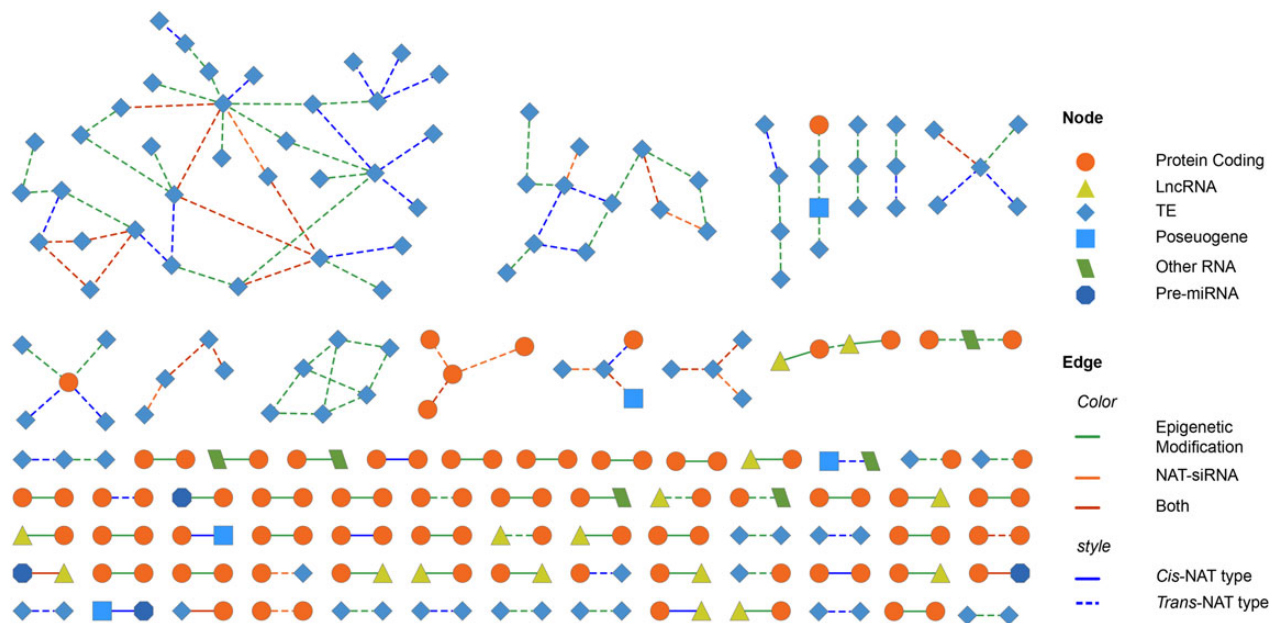 Node
Protein Coding
LncRNA
TE
Poseuogene
Other RNA
Pre-miRNA
Edge
Color
Epigenetic
Modification
NAT-siRNA
Both
style
Cis-NAT type
Trans-NAT type